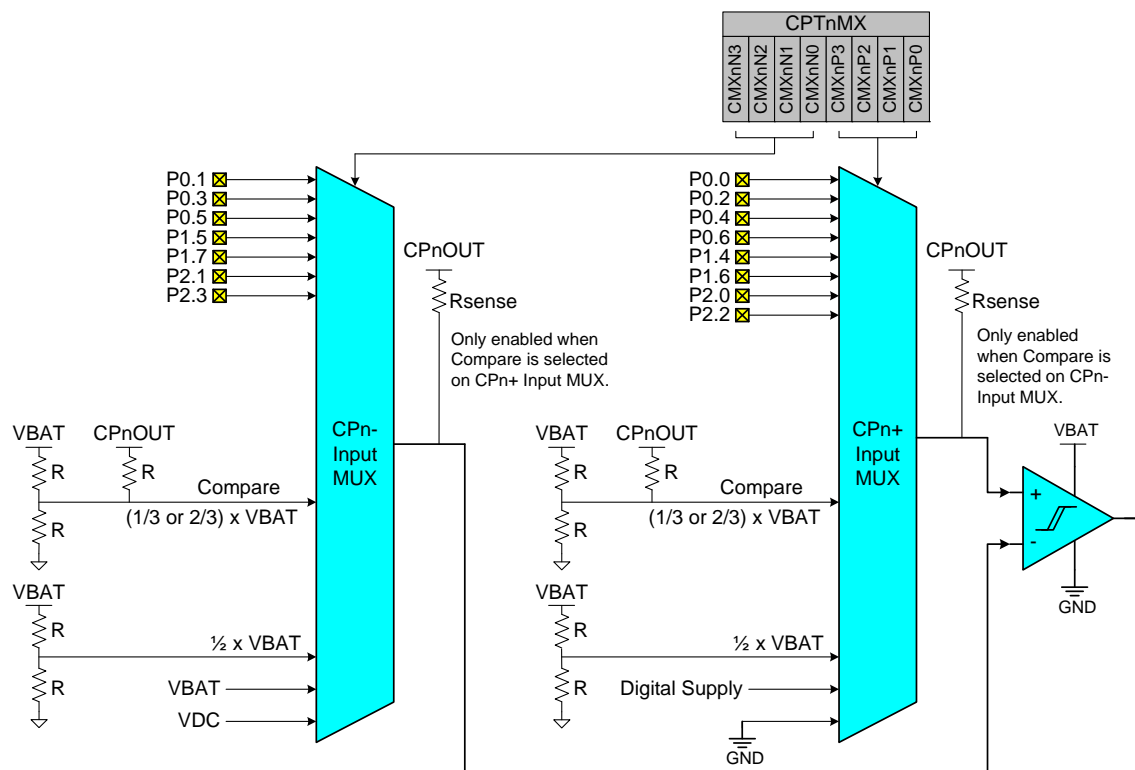 CPTnMX
CMXnN3
CMXnN2
CMXnN1
CMXnN0
CMXnP3
CMXnP2
CMXnP1
CMXnP0
P0.1
P0.3
P0.5
P1.5
P1.7
P2.1
P2.3
CPnOUT
Rsense
Only enabled when
Compare is selected
on CPn+ Input MUX.
VBAT
R
R
CPnOUT
R
Compare
(1/3 or 2/3) x VBAT
CPn-
Input
MUX
VBAT
R
R
½ x VBAT
VBAT
VDC
P0.0
P0.2
P0.4
P0.6
P1.4
P1.6
P2.0
P2.2
CPnOUT
Rsense
Only enabled
when Compare is
selected on CPn-
Input MUX.
VBAT
R
R
CPnOUT
R
Compare
(1/3 or 2/3) x VBAT
CPn+
Input
MUX
VBAT
R
R
½ x VBAT
Digital Supply
GND
VBAT
+
-
GND